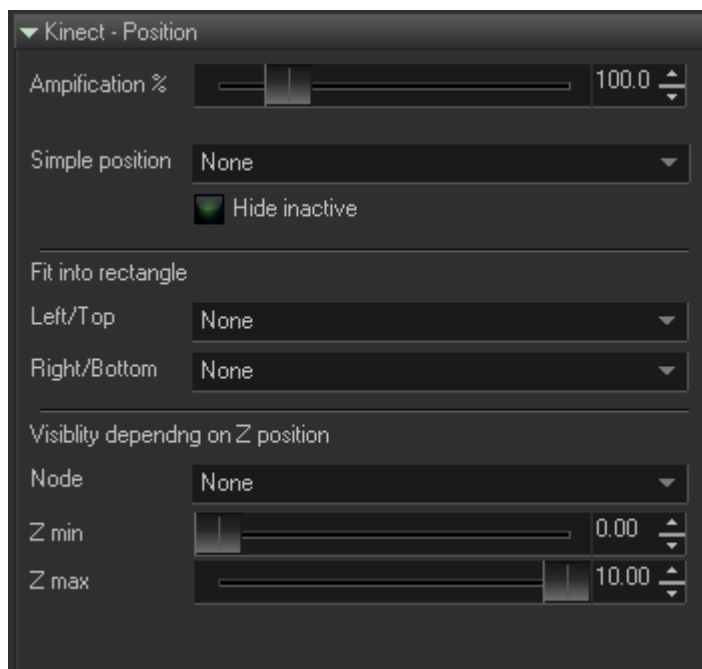 Kinect - Position
Ampification % 100.0
Simple position None
Hide inactive
Fit into rectangle
Left/Top None
Right/Bottom None
Visiblity dependng on Z position
Node None
Z min 0.00
Z max 10.00